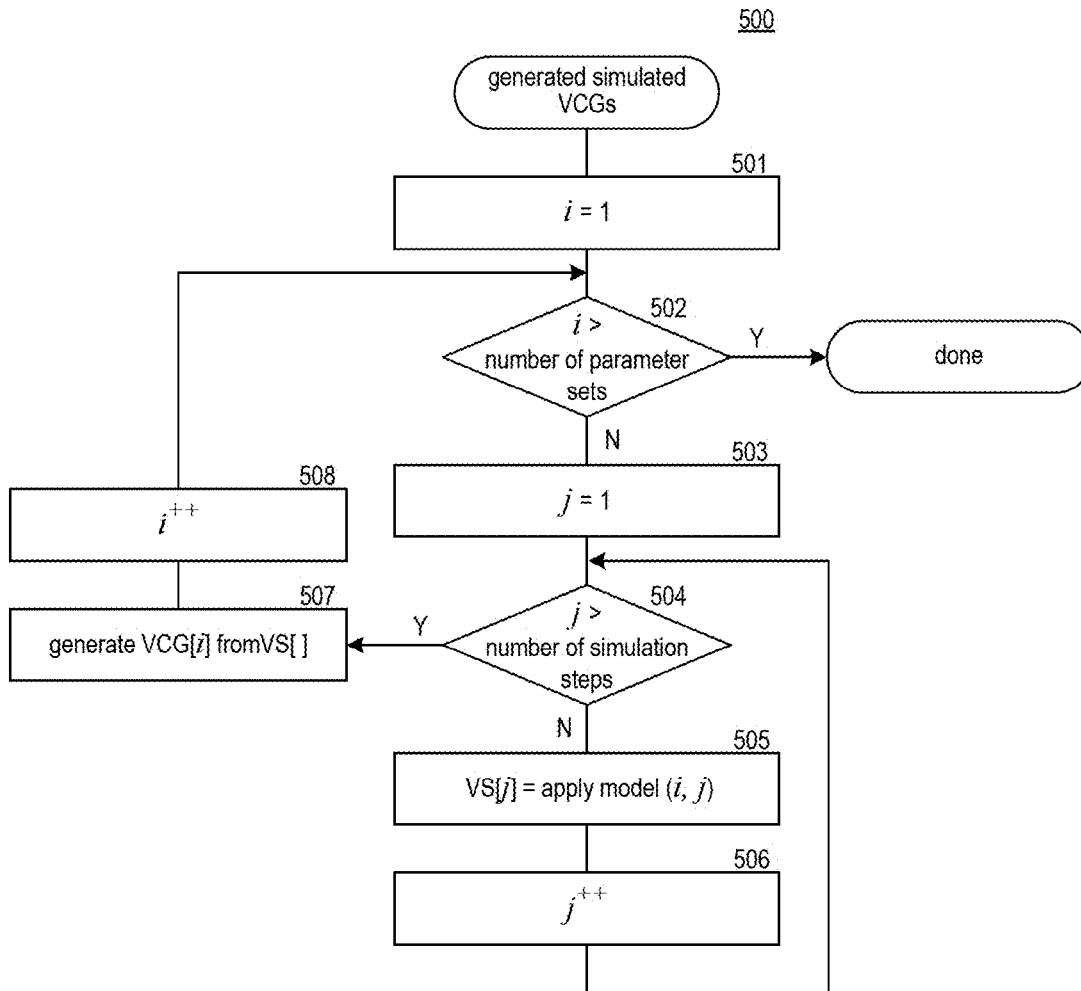 500
generated simulated
VCGs
501
i = 1
502
i >
number of parameter
sets
Y
done
N
503
j = 1
508
i++
507
generate VCG[i] fromVS[ ]
Y
504
j >
number of simulation
steps
N
505
VS[j] = apply model (i, j)
506
j++